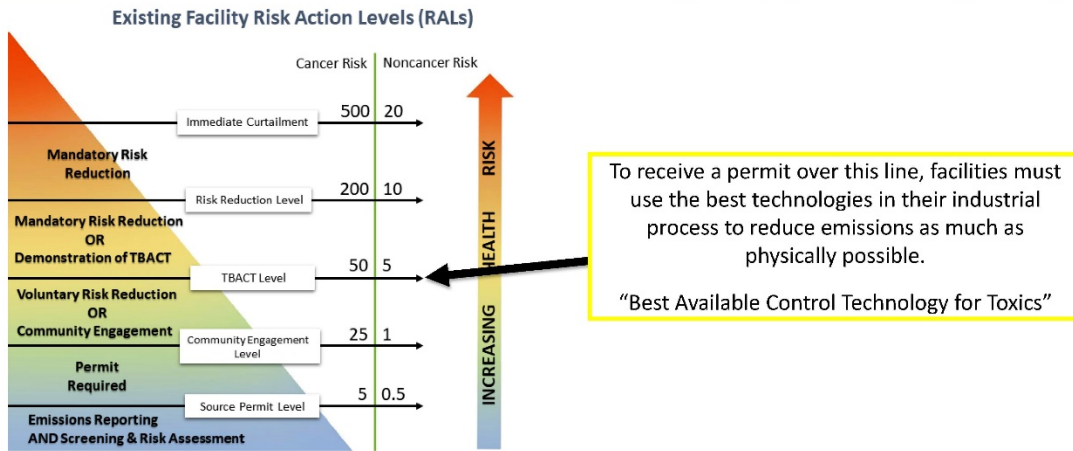 Existing Facility Risk Action Levels (RALs)
Cancer Risk
Noncancer Risk
Immediate Curtailment
500
20
Mandatory Risk
Reduction
Risk Reduction Level
200
10
Mandatory Risk Reduction
OR
Demonstration of TBACT
TBACT Level
50
5
Voluntary Risk Reduction
OR
Community Engagement
Community Engagement
Level
25
1
Permit
Required
Source Permit Level
5
0.5
Emissions Reporting
AND Screening & Risk Assessment
INCREASING HEALTH RISK
To receive a permit over this line, facilities must
use the best technologies in their industrial
process to reduce emissions as much as
physically possible.
“Best Available Control Technology for Toxics”